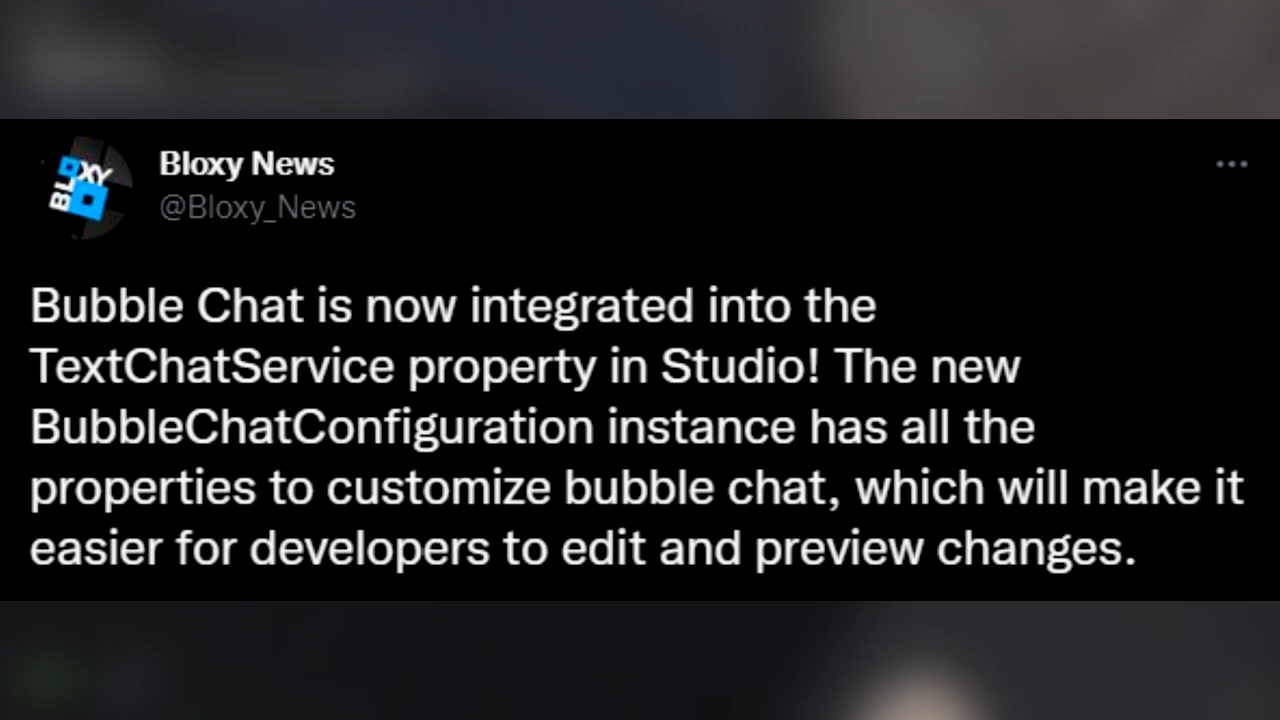 BLOXY
Bloxy News
@Bloxy_News
Bubble Chat is now integrated into the
TextChatService property in Studio! The new
BubbleChatConfiguration instance has all the
properties to customize bubble chat, which will make it
easier for developers to edit and preview changes.